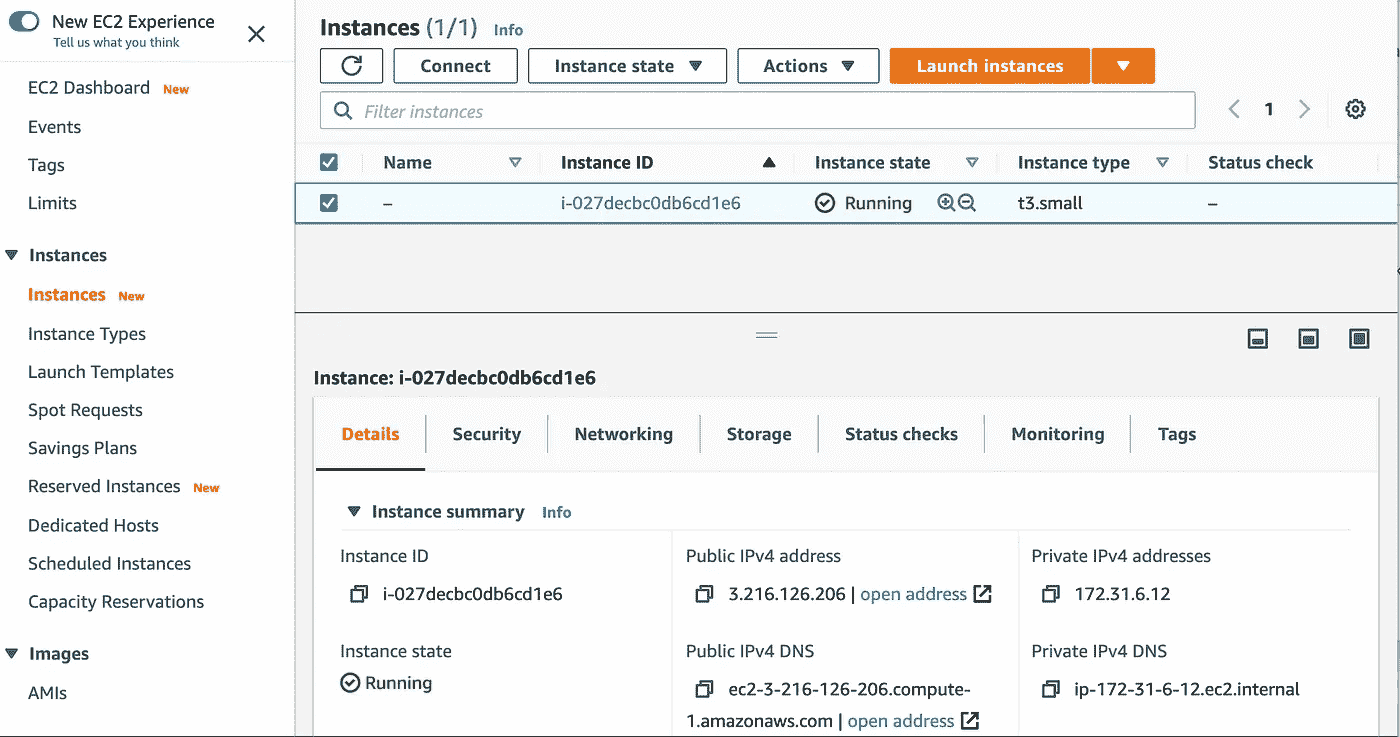 New EC2 Experience
Tell us what you think
EC2 Dashboard New
Events
Tags
Limits
Instances
Instances New
Instance Types
Launch Templates
Spot Requests
Savings Plans
Reserved Instances New
Dedicated Hosts
Scheduled Instances
Capacity Reservations
Images
AMIs
Instances (1/1) Info
Connect Instance state Actions Launch instances
Filter instances
1
Name Instance ID Instance state Instance type Status check
– i-027decbc0db6cd1e6 Running t3.small –
Instance: i-027decbc0db6cd1e6
Details Security Networking Storage Status checks Monitoring Tags
Instance summary Info
Instance ID
i-027decbc0db6cd1e6
Instance state
Running
Public IPv4 address
3.216.126.206 | open address
Public IPv4 DNS
ec2-3-216-126-206.compute-
1.amazonaws.com | open address
Private IPv4 addresses
172.31.6.12
Private IPv4 DNS
ip-172-31-6-12.ec2.internal